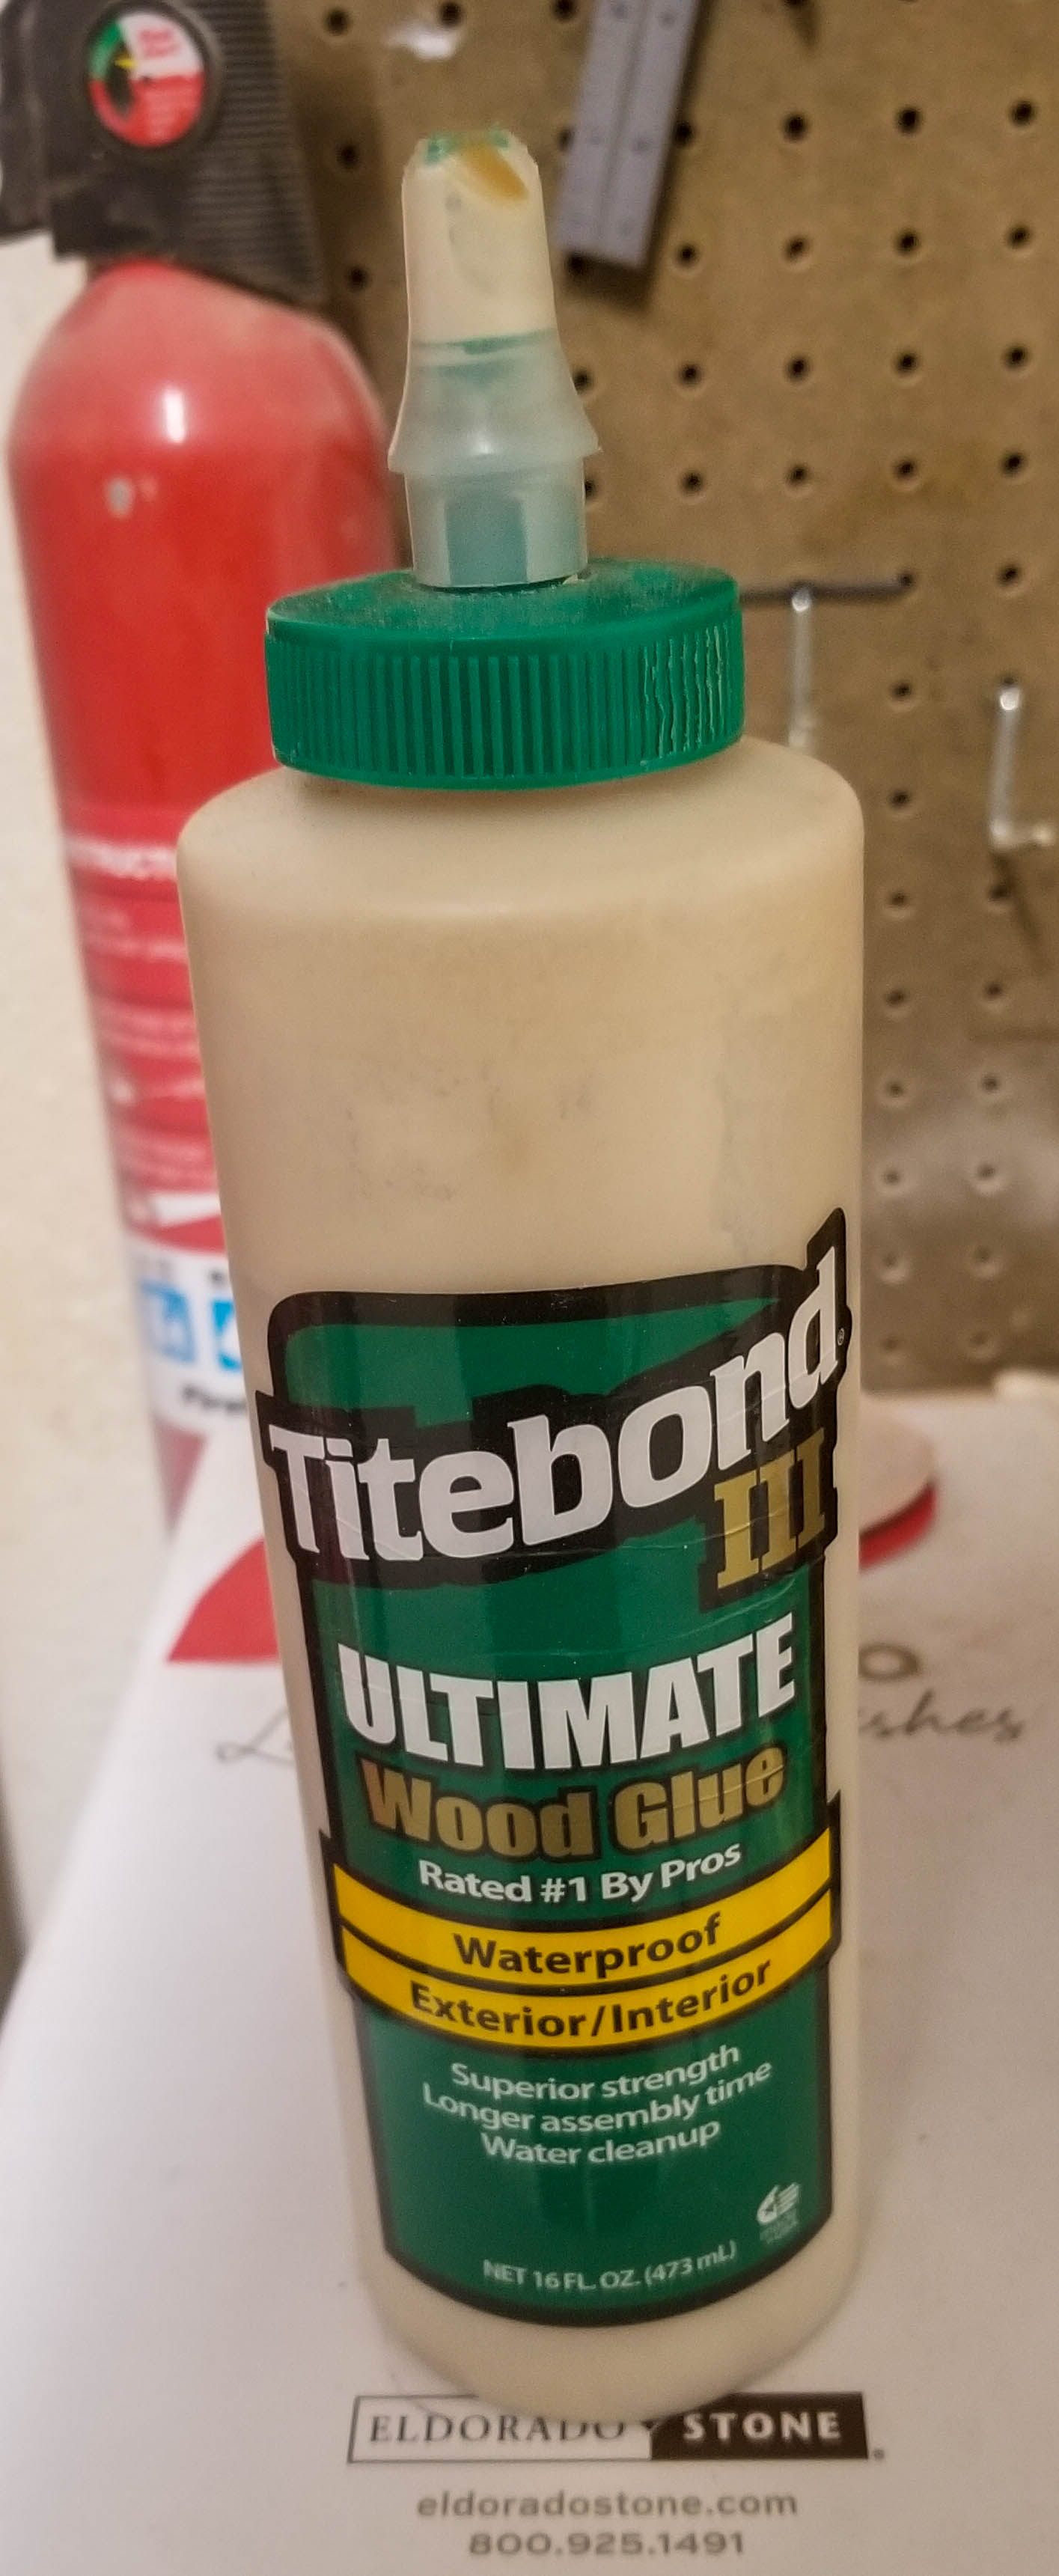 Titebond®
III
ULTIMATE
Wood Glue
Rated #1 By Pros
Waterproof
Exterior/Interior
Superior strength
Longer assembly time
Water cleanup
NET 16 FL. OZ. (473 mL)
ELDORADO STONE
eldoradostone.com
800.925.1491